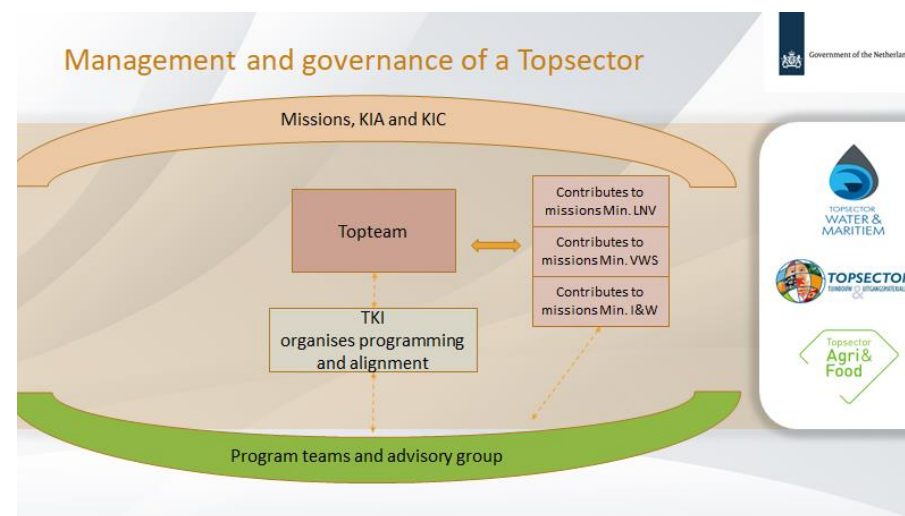 Management and governance of a Topsector
Government of the Netherlan
Missions, KIA and KIC
Contributes to
missions Min. LNV
Topteam
Contributes to
missions Min. VWS
Contributes to
missions Min. I&W
TKI
organises programming
and alignment
Program teams and advisory group
TOPSECTOR
WATER &
MARITIEM
TOPSECTOR
TUINBOUW & UITGANGSMATERIAL
Topsector
Agri&
Food